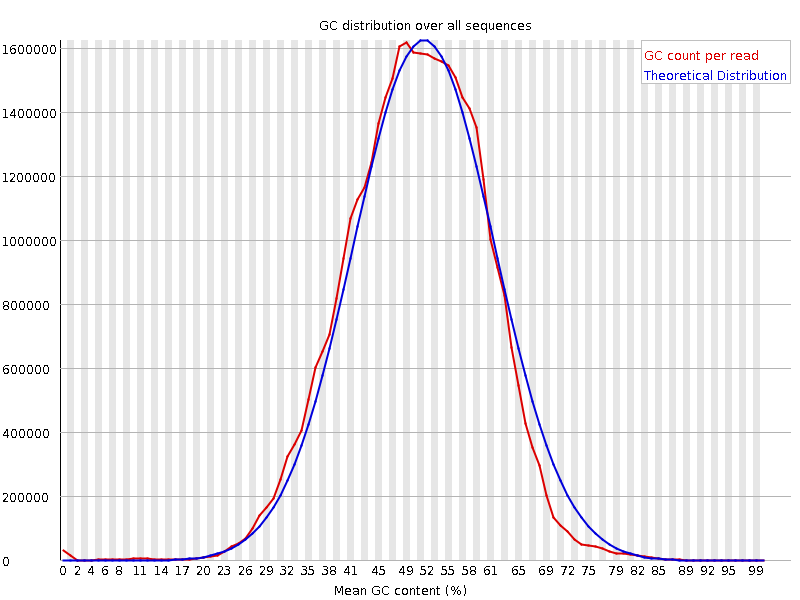 GC distribution over all sequences
GC count per read
Theoretical Distribution
1600000
1400000
1200000
1000000
800000
600000
400000
200000
0
0 2 4 6 8 11 14 17 20 23 26 29 32 35 38 41 45 49 52 55 58 61 65 69 72 75 79 82 85 89 92 95 99
Mean GC content (%)